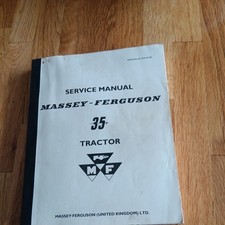 SERVICE MANUAL
MASSEY-FERGUSON
35
TRACTOR
MF
MASSEY-FERGUSON (UNITED KINGDOM) LTD.